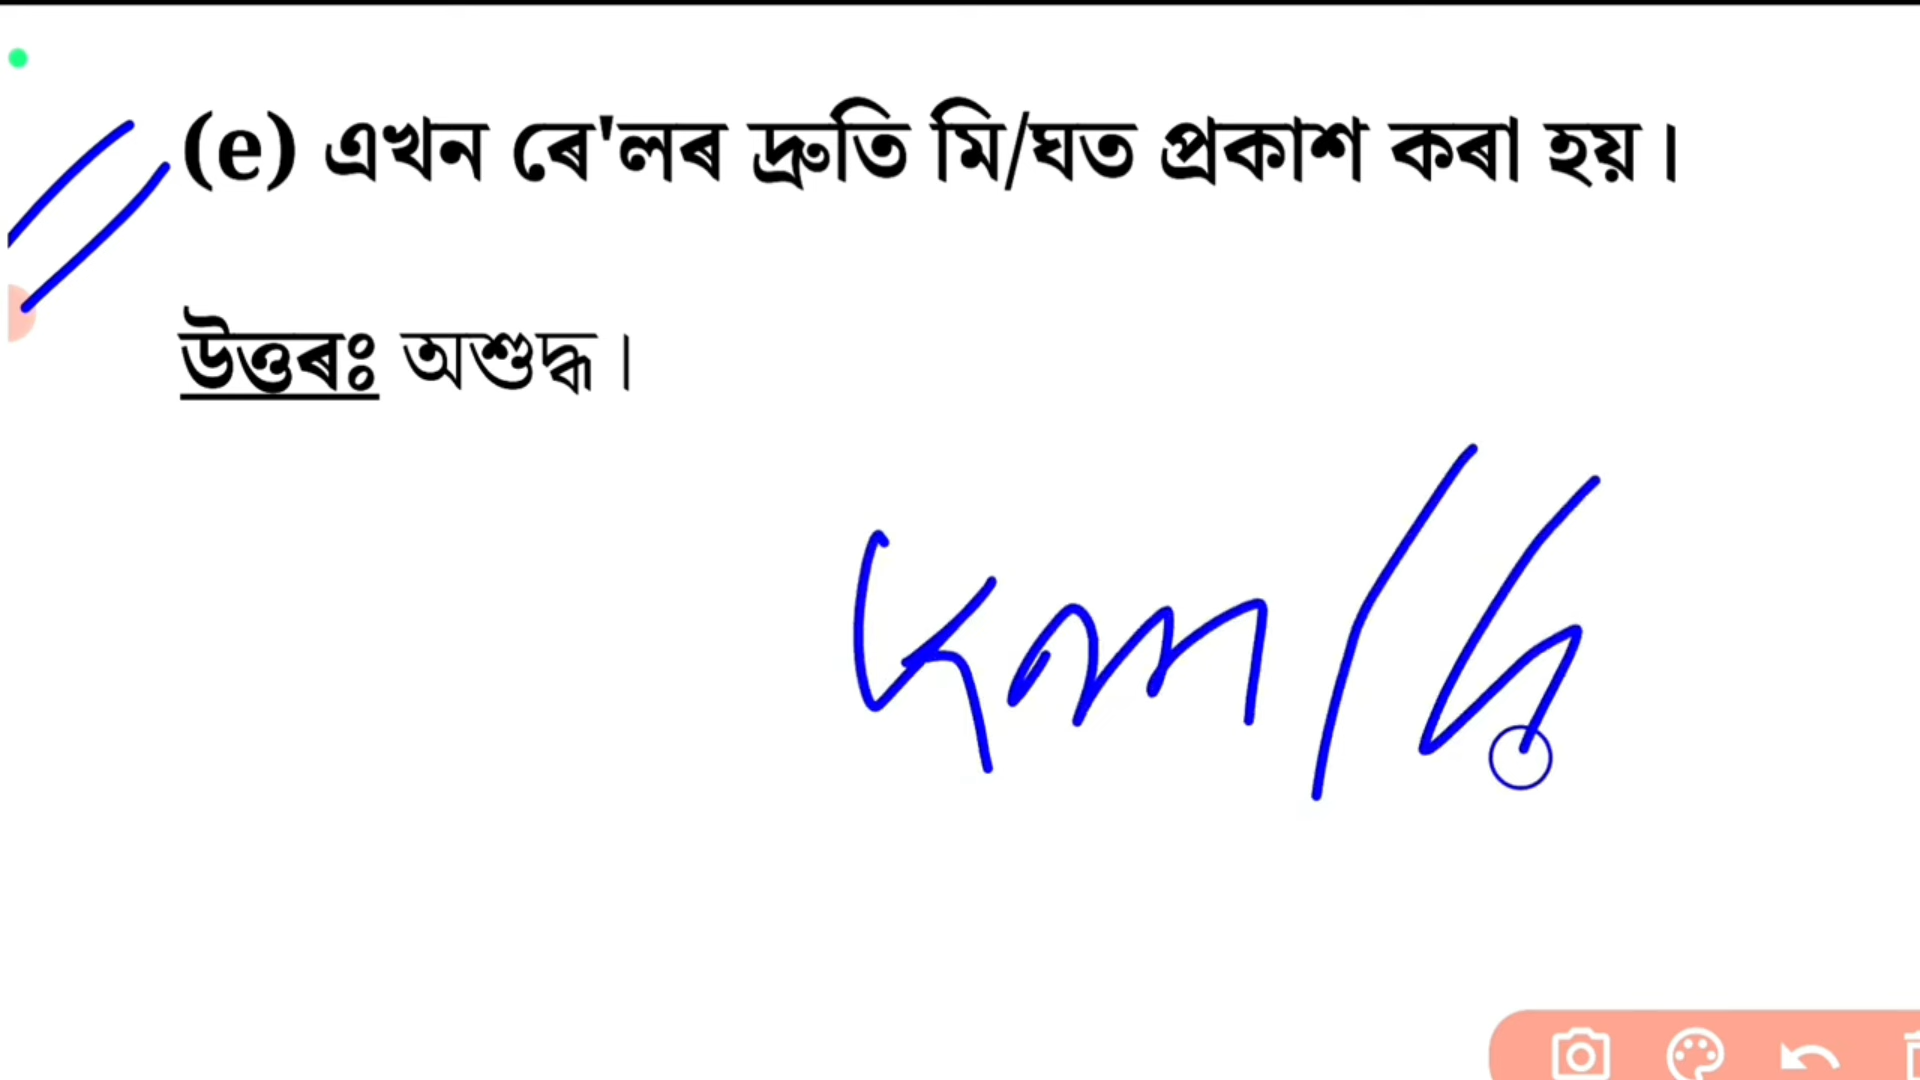 (e) এখন ৰে'লৰ দ্ৰুতি মি/ঘত প্ৰকাশ কৰা হয়।
উত্তৰঃ অশুদ্ধ।
km/h